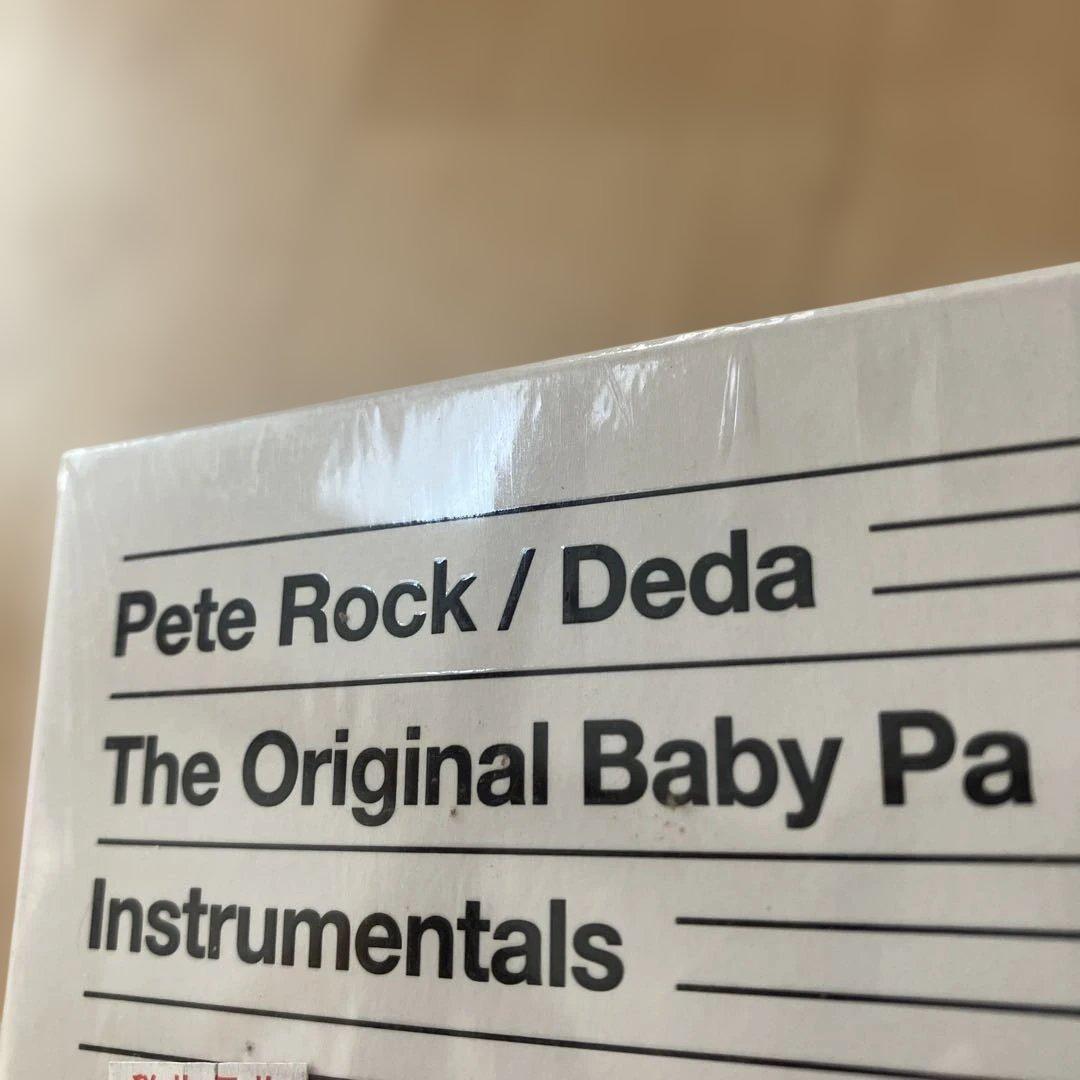 Pete Rock / Deda
The Original Baby Pa
Instrumentals